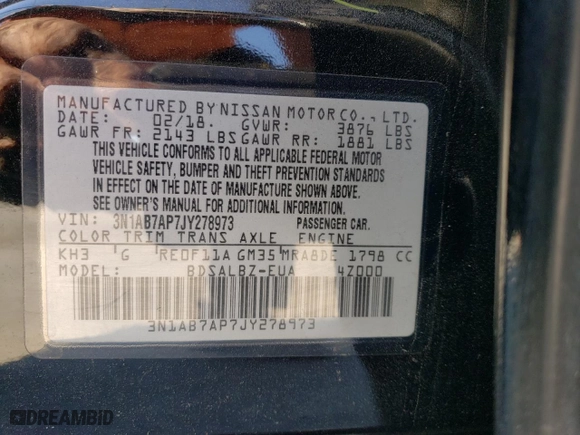 MANUFACTURED BY NISSAN MOTOR CO., LTD.
DATE: 02/18. GVWR: 3876 LBS
GAWR FR: 2143 LBS GAWR RR: 1881 LBS
THIS VEHICLE CONFORMS TO ALL APPLICABLE FEDERAL MOTOR
VEHICLE SAFETY, BUMPER AND THEFT PREVENTION STANDARDS
IN EFFECT ON THE DATE OF MANUFACTURE SHOWN ABOVE.
SEE OWNER'S MANUAL FOR ADDITIONAL INFORMATION.
VIN: 3N1AB7AP7JY278973 PASSENGER CAR.
COLOR TRIM TRANS AXLE ENGINE
KH3 G RE0F11A GM35 MRA8DE 1798 CC
MODEL: BDSALBZ-EUA 4Z000
3N1AB7AP7JY278973
DREAMBID